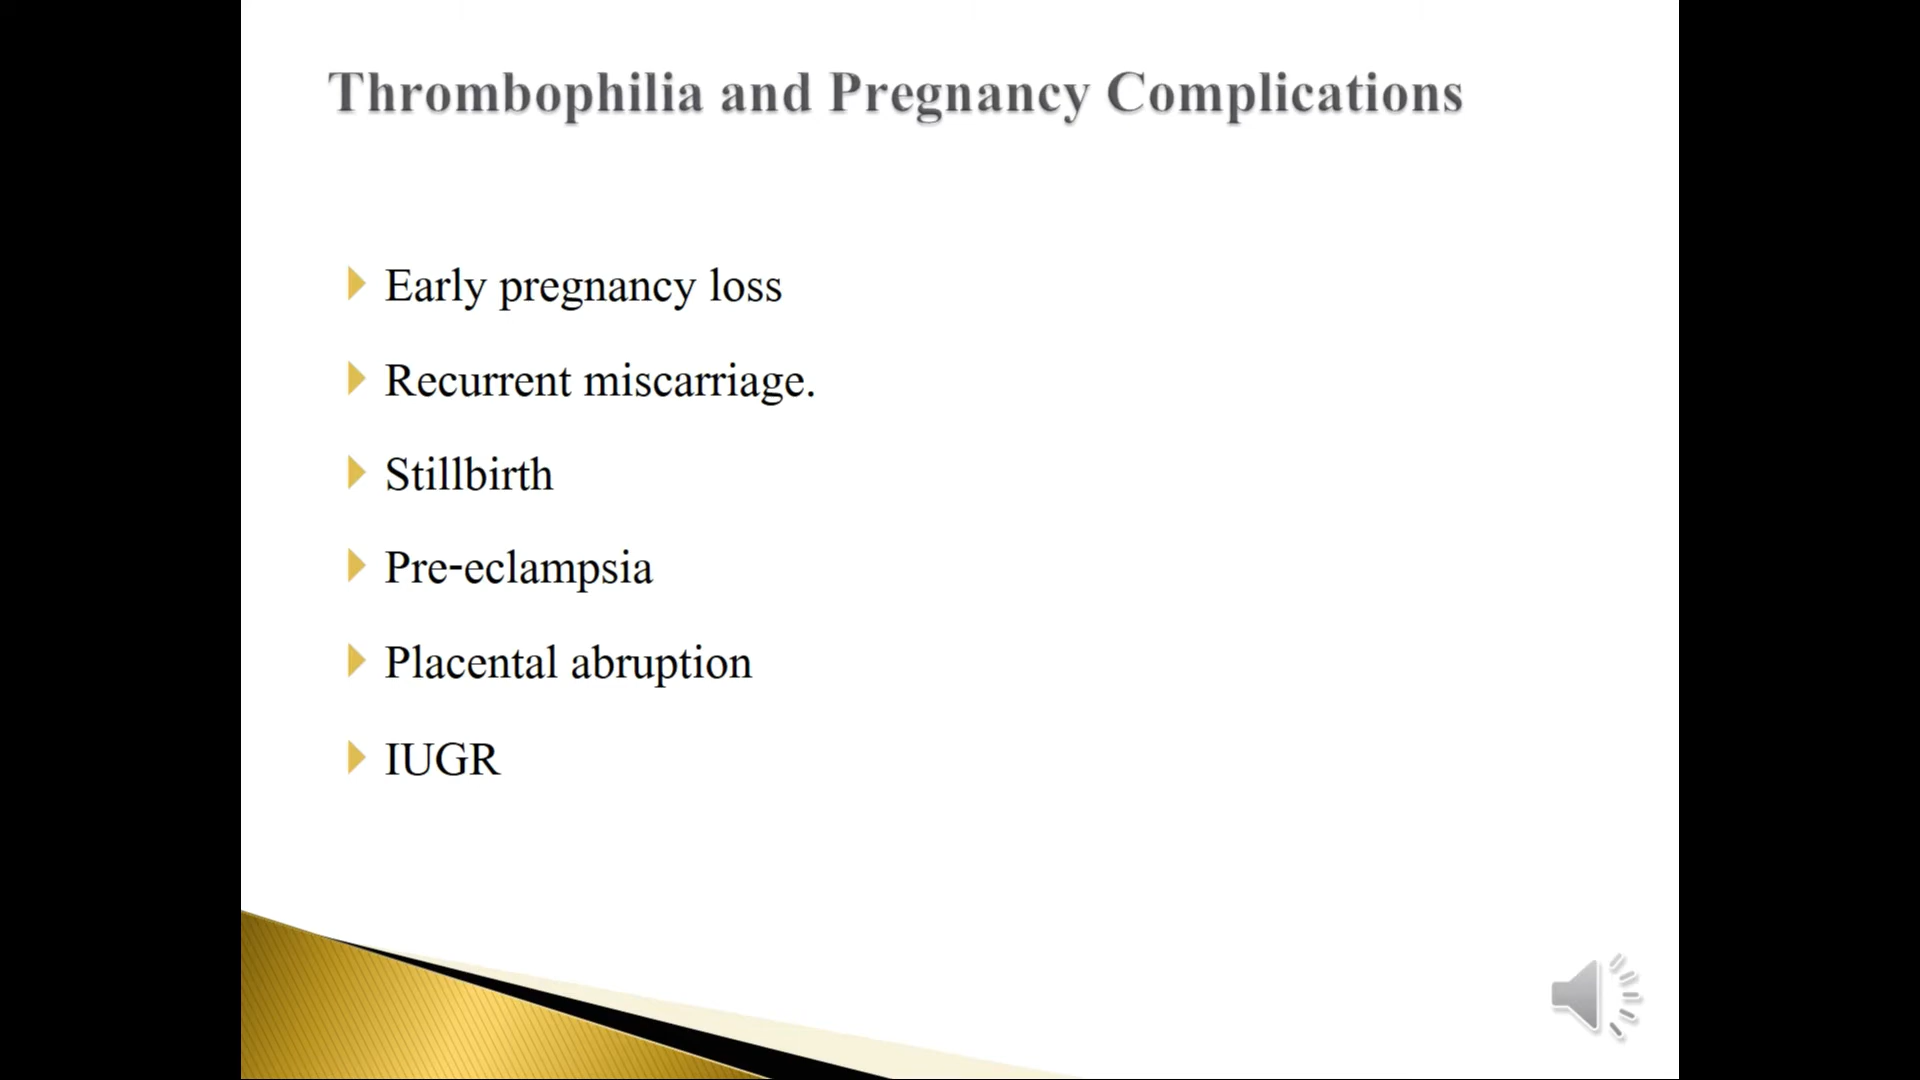 Thrombophilia and Pregnancy Complications
Early pregnancy loss
Recurrent miscarriage.
Stillbirth
Pre-eclampsia
Placental abruption
IUGR